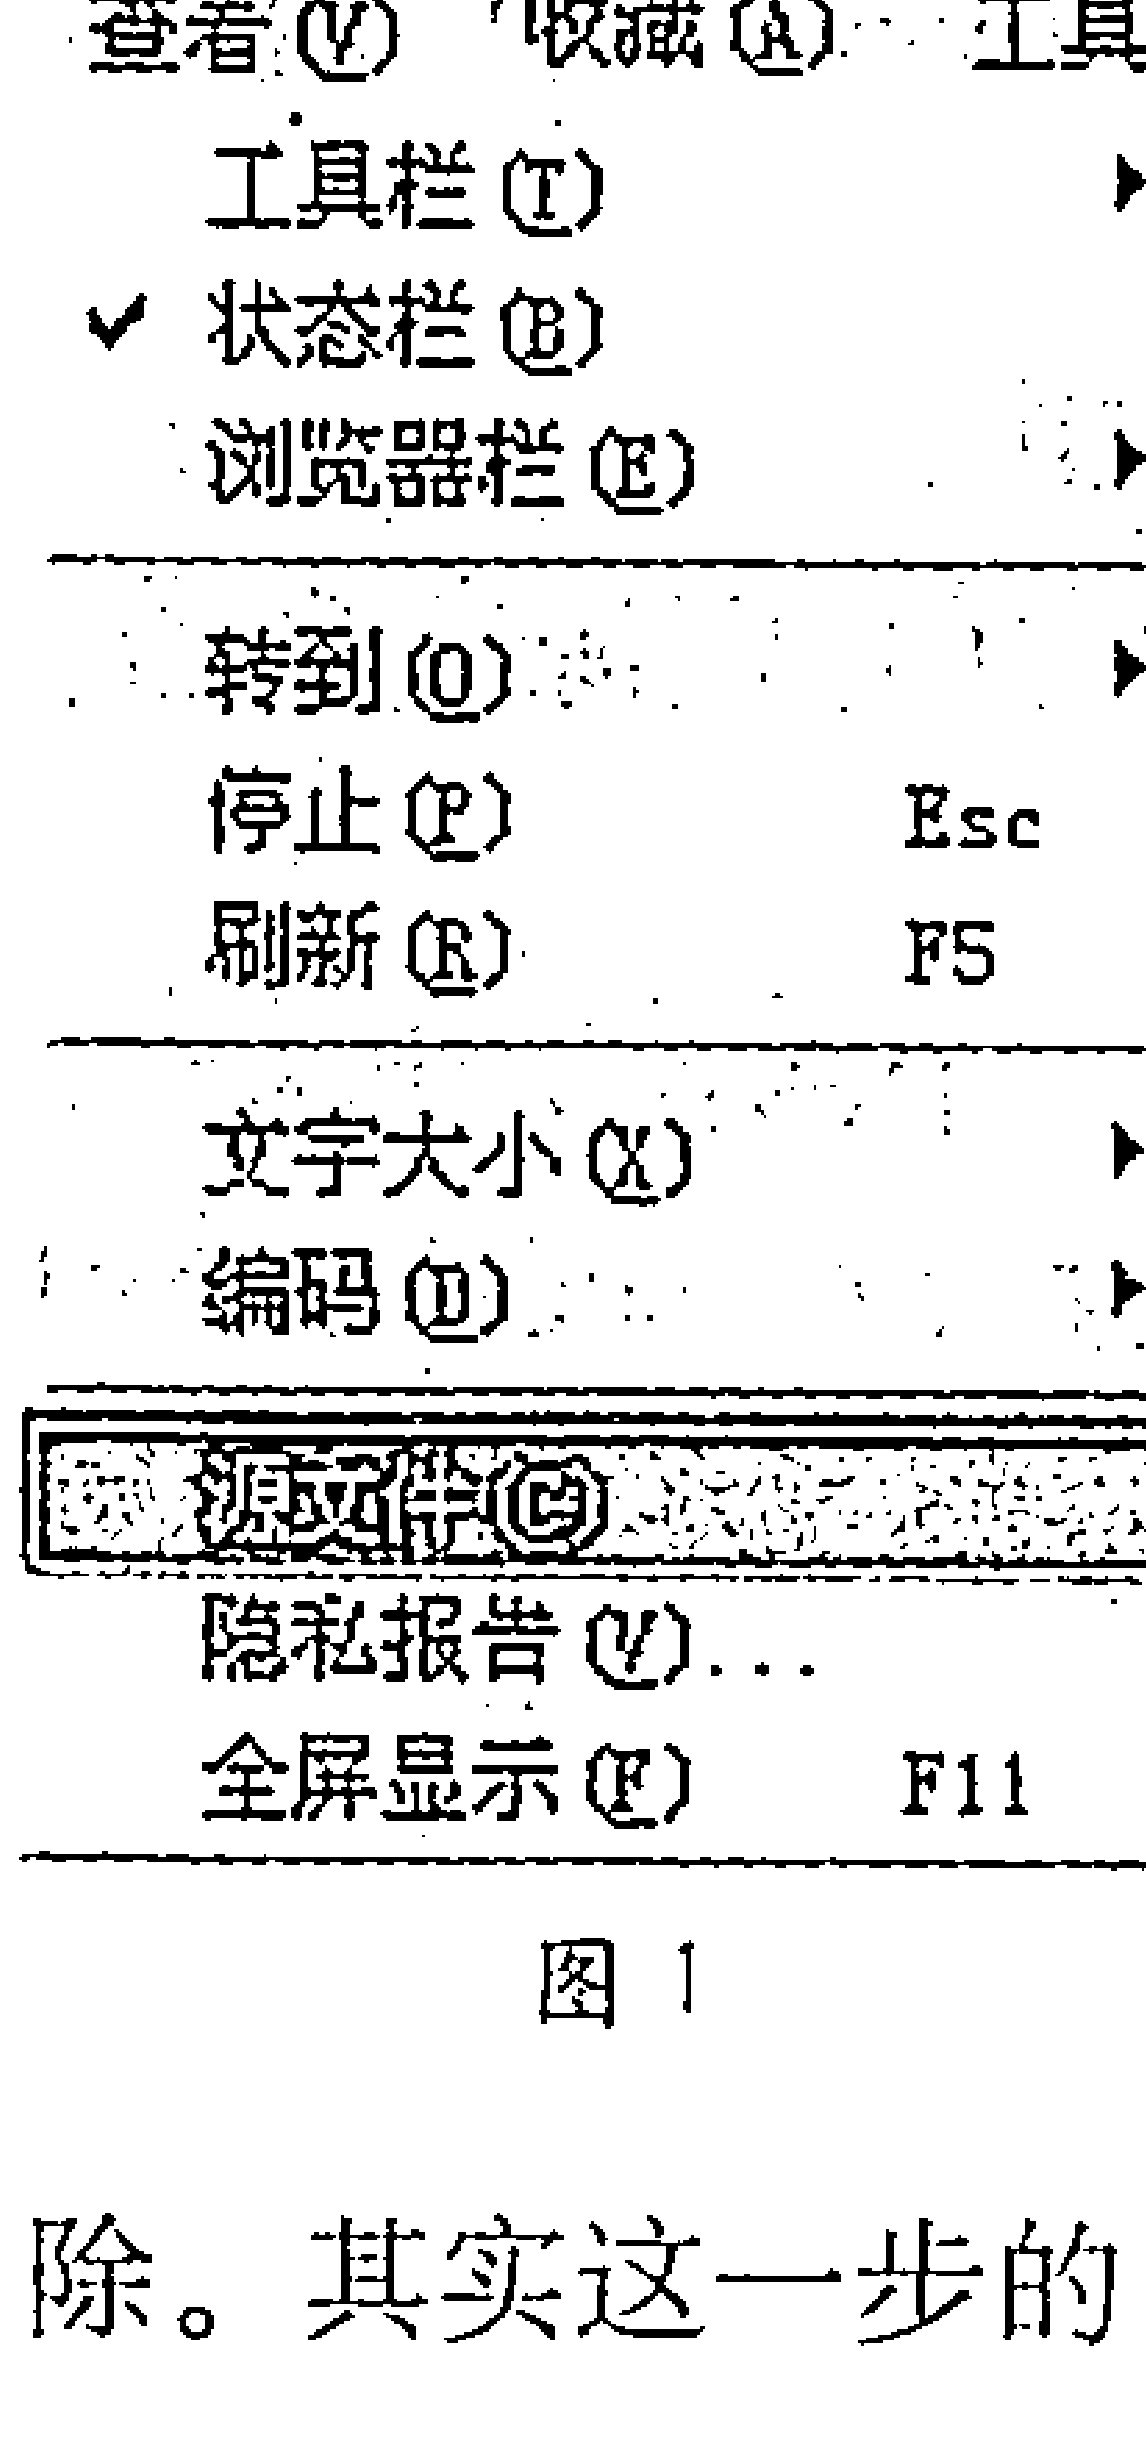 查看(V) 收藏(A) 工具
工具栏(T)
状态栏(B)
浏览器栏(E)
转到(O)
停止(P) Esc
刷新(R) F5
文字大小(X)
编码(D)
源文件(C)
隐私报告(V)...
全屏显示(F) F11
图 1
除。其实这一步的